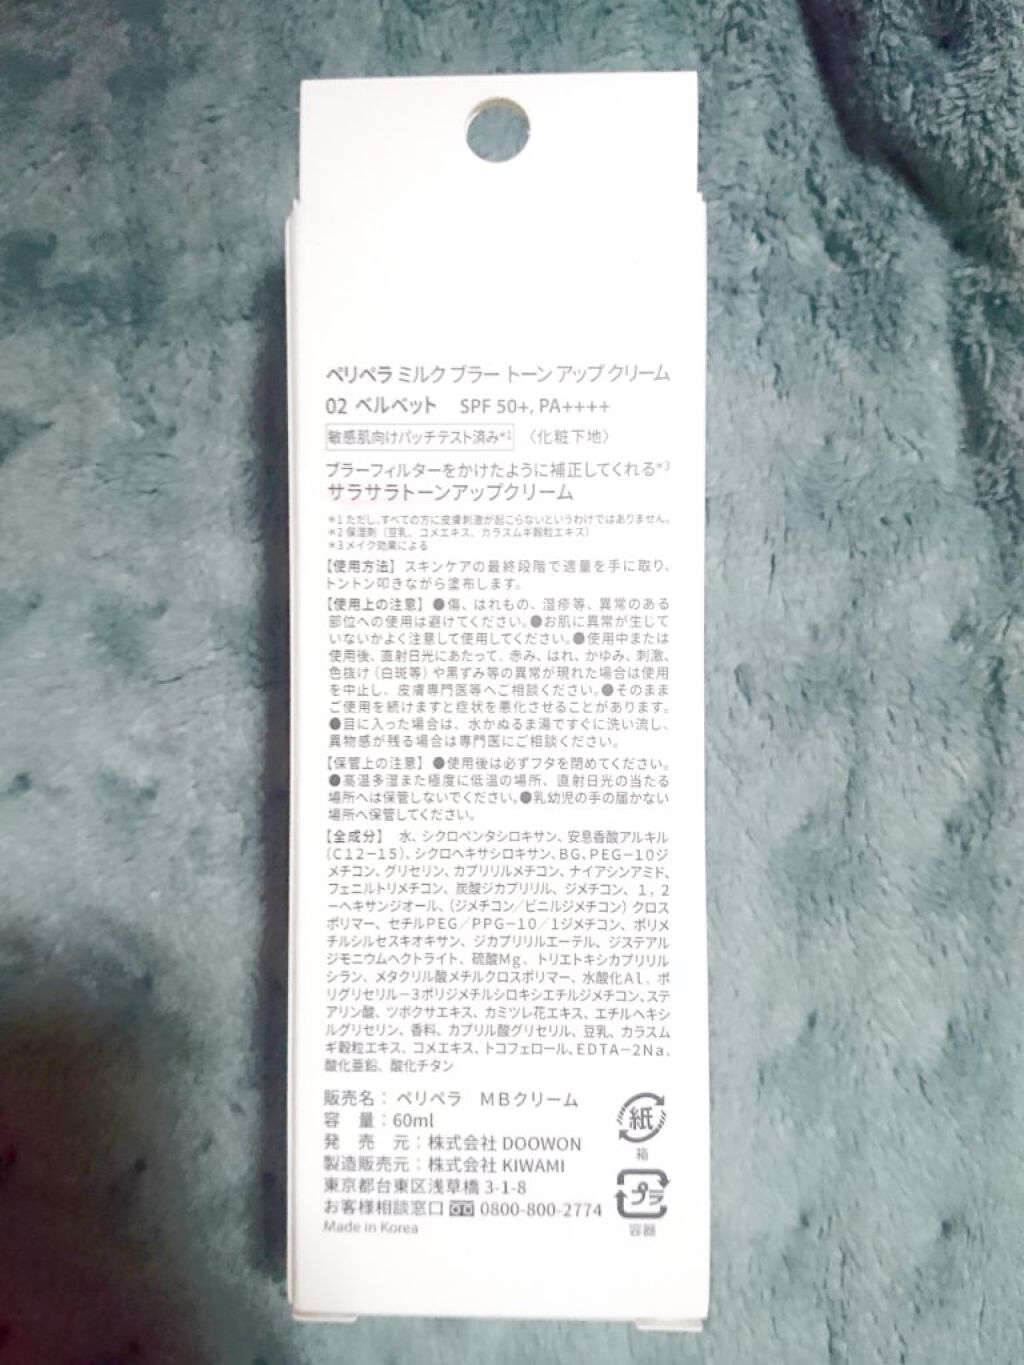 ペリペラ ミルク ブラー トーン アップ クリーム
02 ベルベット SPF 50+, PA++++
敏感肌向けパッチテスト済み*1 〈化粧下地〉
ブラーフィルターをかけたように補正してくれる*3
サラサラトーンアップクリーム
*1 ただし、すべての方に皮膚刺激が起こらないというわけではありません。
*2 保湿剤（豆乳、コメエキス、カラスムギ穀粒エキス）
*3 メイク効果による
【使用方法】スキンケアの最終段階で適量を手に取り、
トントン叩きながら塗布します。
【使用上の注意】●傷、はれもの、湿疹等、異常のある
部位への使用は避けてください。●お肌に異常が生じて
いないかよく注意して使用してください。●使用中または
使用後、直射日光にあたって、赤み、はれ、かゆみ、刺激、
色抜け（白斑等）や黒ずみ等の異常が現れた場合は使用
を中止し、皮膚専門医等へご相談ください。●そのまま
ご使用を続けますと症状を悪化させることがあります。
●目に入った場合は、水かぬるま湯ですぐに洗い流し、
異物感が残る場合は専門医にご相談ください。
【保管上の注意】●使用後は必ずフタを閉めてください。
●高温多湿また極度に低温の場所、直射日光の当たる
場所へは保管しないでください。●乳幼児の手の届かない
場所へ保管してください。
【全成分】 水、シクロペンタシロキサン、安息香酸アルキル
（C12−15）、シクロヘキサシロキサン、BG、PEG−10ジ
メチコン、グリセリン、カプリリルメチコン、ナイアシンアミド、
フェニルトリメチコン、炭酸ジカプリリル、ジメチコン、1，2
−ヘキサンジオール、（ジメチコン／ビニルジメチコン）クロス
ポリマー、セチルPEG／PPG−10／1ジメチコン、ポリメ
チルシルセスキオキサン、ジカプリリルエーテル、ジステアル
ジモニウムヘクトライト、硫酸Mg、トリエトキシカプリリル
シラン、メタクリル酸メチルクロスポリマー、水酸化Al、ポ
リグリセリル−3ポリジメチルシロキシエチルジメチコン、ステ
アリン酸、ツボクサエキス、カミツレ花エキス、エチルヘキシ
ルグリセリン、香料、カプリル酸グリセリル、豆乳、カラスム
ギ穀粒エキス、コメエキス、トコフェロール、EDTA−2Na、
酸化亜鉛、酸化チタン
販売名：ペリペラ MBクリーム
容 量：60ml
発 売 元：株式会社 DOOWON
製造販売元：株式会社 KIWAMI
東京都台東区浅草橋 3-1-8
お客様相談窓口 0800-800-2774
Made in Korea
紙
箱
プラ
容器